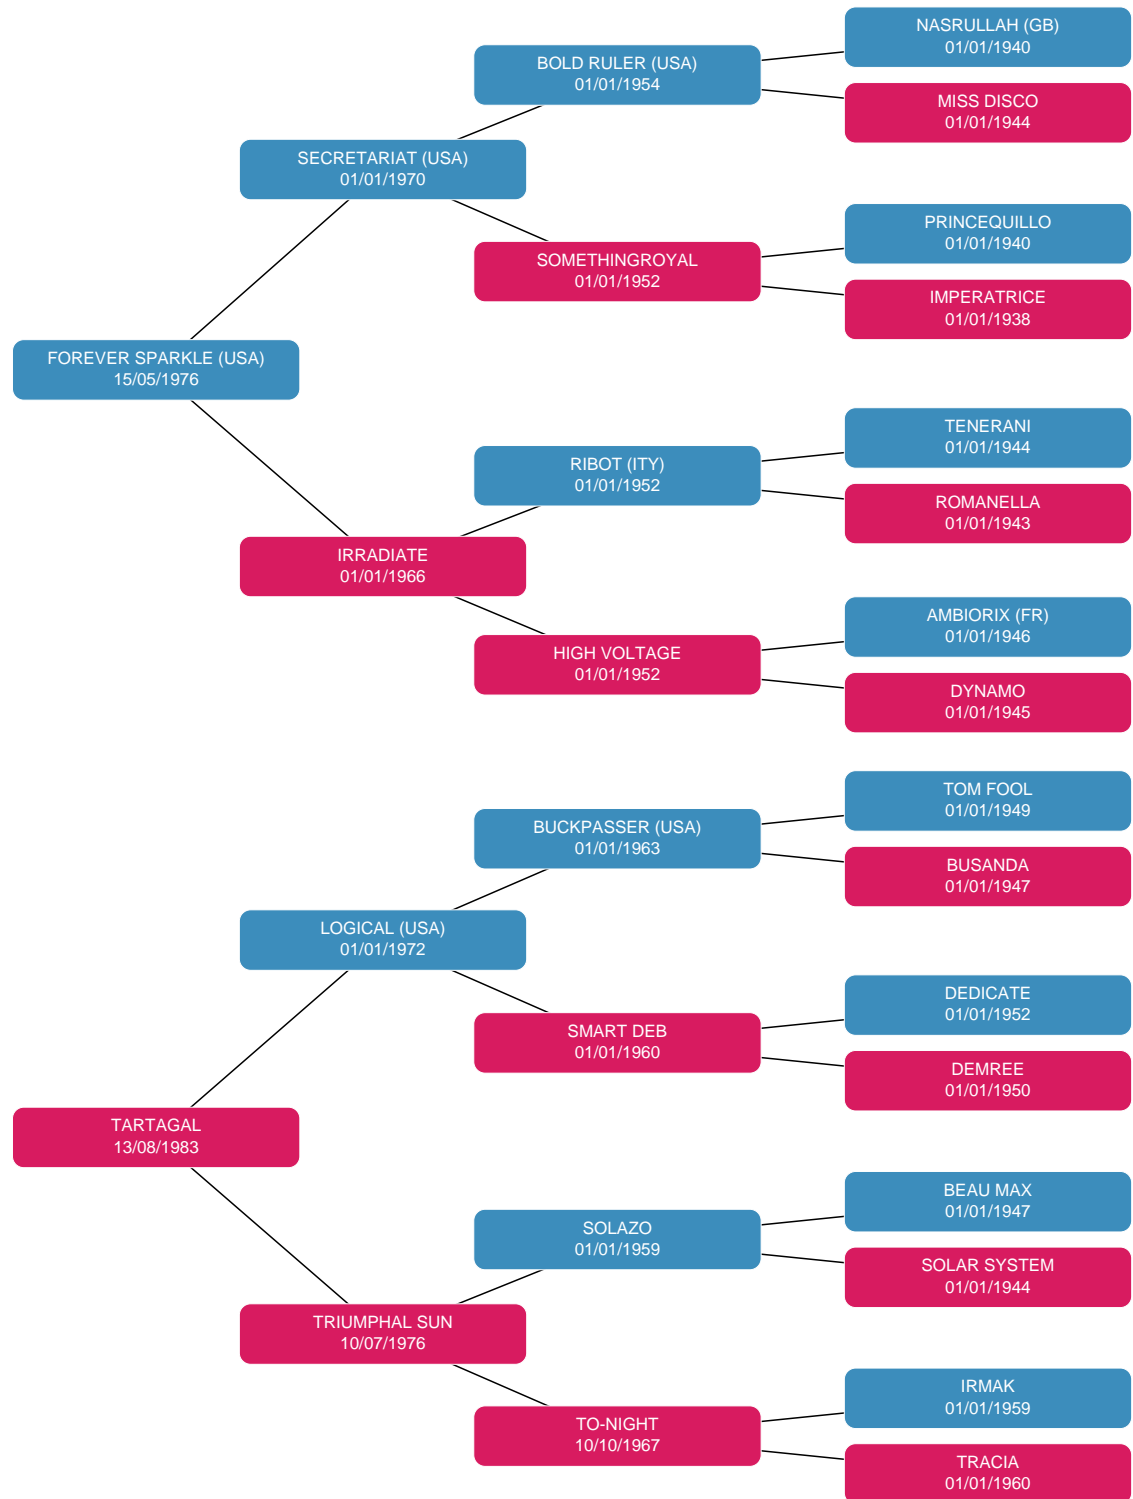 NASRULLAH (GB)
01/01/1940
BOLD RULER (USA)
01/01/1954
MISS DISCO
01/01/1944
SECRETARIAT (USA)
01/01/1970
PRINCEQUILLO
01/01/1940
SOMETHINGROYAL
01/01/1952
IMPERATRICE
01/01/1938
FOREVER SPARKLE (USA)
15/05/1976
TENERANI
01/01/1944
RIBOT (ITY)
01/01/1952
ROMANELLA
01/01/1943
IRRADIATE
01/01/1966
AMBIORIX (FR)
01/01/1946
HIGH VOLTAGE
01/01/1952
DYNAMO
01/01/1945
TOM FOOL
01/01/1949
BUCKPASSER (USA)
01/01/1963
BUSANDA
01/01/1947
LOGICAL (USA)
01/01/1972
DEDICATE
01/01/1952
SMART DEB
01/01/1960
DEMREE
01/01/1950
TARTAGAL
13/08/1983
BEAU MAX
01/01/1947
SOLAZO
01/01/1959
SOLAR SYSTEM
01/01/1944
TRIUMPHAL SUN
10/07/1976
IRMAK
01/01/1959
TO-NIGHT
10/10/1967
TRACIA
01/01/1960